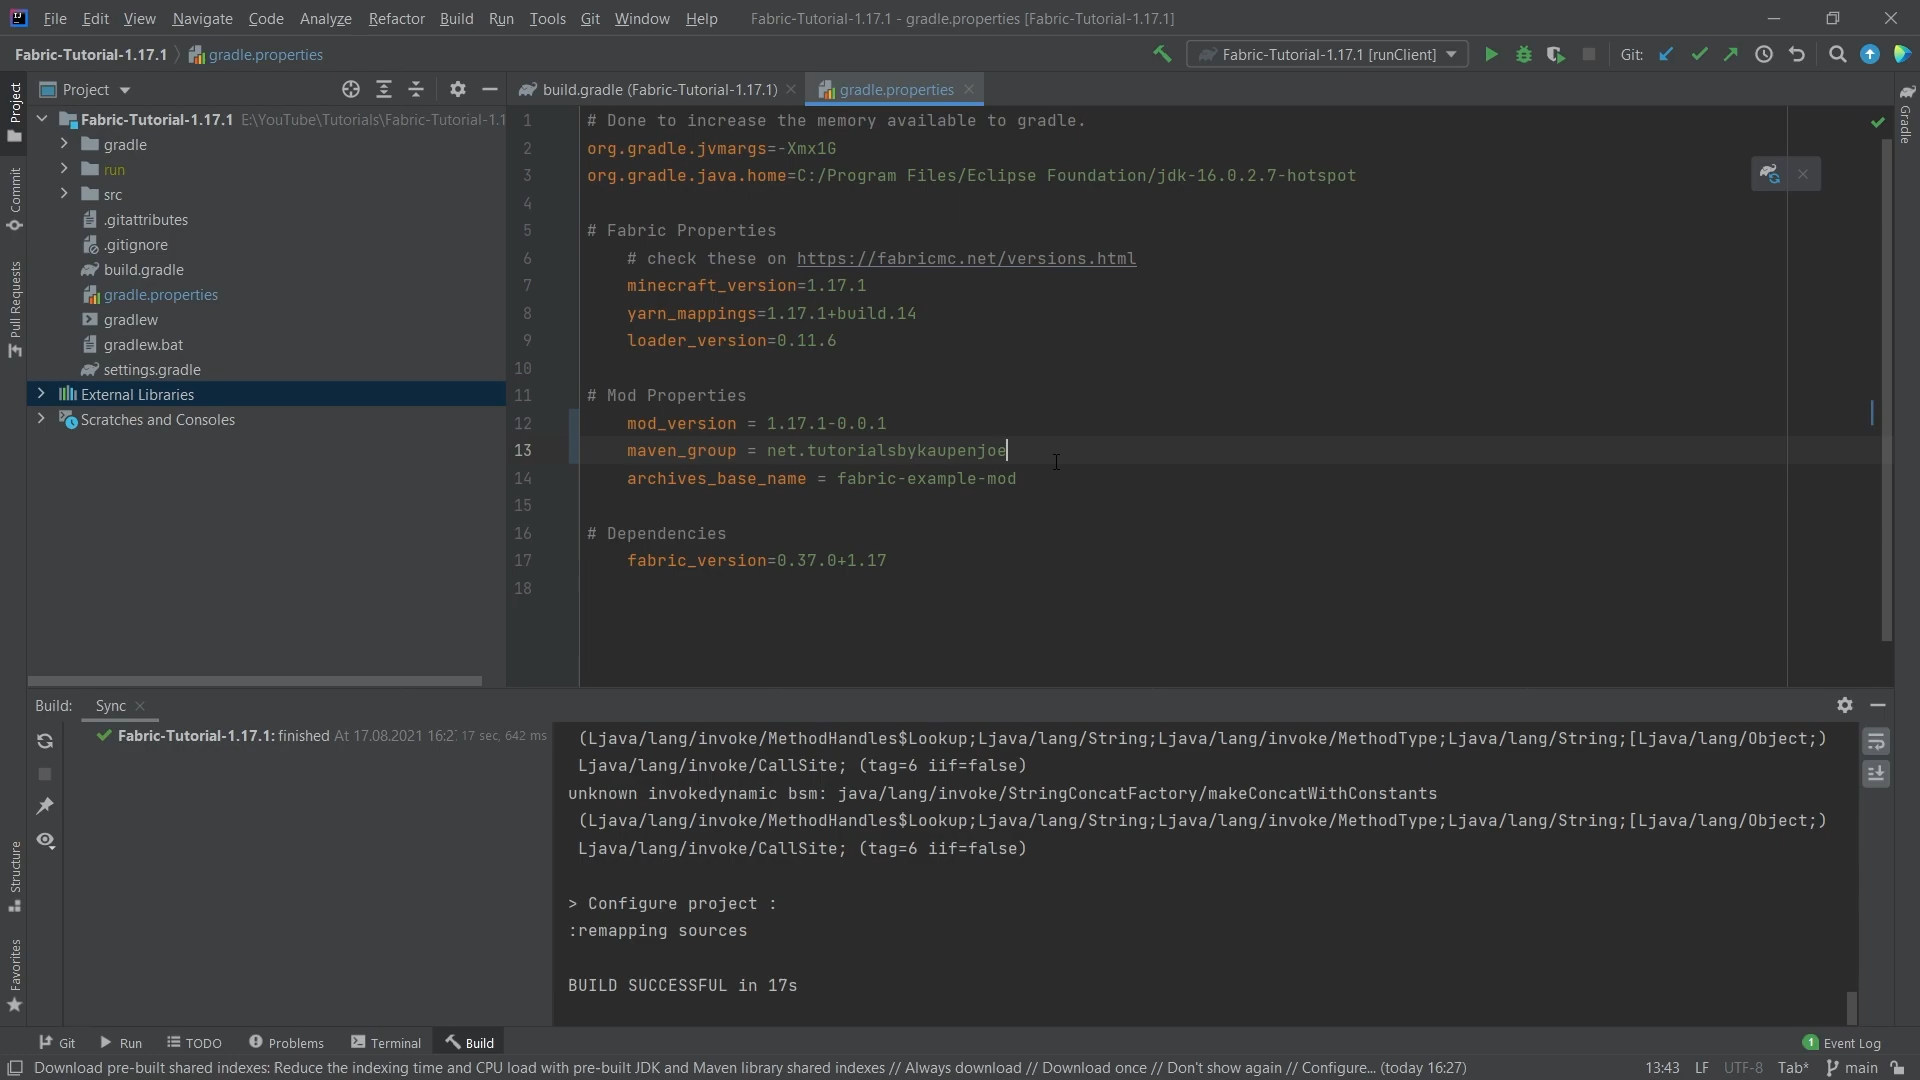 File Edit View Navigate Code Analyze Refactor Build Run Tools Git Window Help Fabric-Tutorial-1.17.1 - gradle.properties [Fabric-Tutorial-1.17.1]
Fabric-Tutorial-1.17.1 gradle.properties Fabric-Tutorial-1.17.1 [runClient] Git:
Project build.gradle (Fabric-Tutorial-1.17.1) gradle.properties
Project
Commit
Pull Requests
Structure
Favorites
Gradle
Fabric-Tutorial-1.17.1 E:\YouTube\Tutorials\Fabric-Tutorial-1.1
gradle
run
src
.gitattributes
.gitignore
build.gradle
gradle.properties
gradlew
gradlew.bat
settings.gradle
External Libraries
Scratches and Consoles
1 # Done to increase the memory available to gradle.
2 org.gradle.jvmargs=-Xmx1G
3 org.gradle.java.home=C:/Program Files/Eclipse Foundation/jdk-16.0.2.7-hotspot
4
5 # Fabric Properties
6 # check these on https://fabricmc.net/versions.html
7 minecraft_version=1.17.1
8 yarn_mappings=1.17.1+build.14
9 loader_version=0.11.6
10
11 # Mod Properties
12 mod_version = 1.17.1-0.0.1
13 maven_group = net.tutorialsbykaupenjoe
14 archives_base_name = fabric-example-mod
15
16 # Dependencies
17 fabric_version=0.37.0+1.17
18
Build: Sync
Fabric-Tutorial-1.17.1: finished At 17.08.2021 16:2 17 sec, 642 ms
(Ljava/lang/invoke/MethodHandles$Lookup;Ljava/lang/String;Ljava/lang/invoke/MethodType;Ljava/lang/String;[Ljava/lang/Object;)
Ljava/lang/invoke/CallSite; (tag=6 iif=false)
unknown invokedynamic bsm: java/lang/invoke/StringConcatFactory/makeConcatWithConstants
(Ljava/lang/invoke/MethodHandles$Lookup;Ljava/lang/String;Ljava/lang/invoke/MethodType;Ljava/lang/String;[Ljava/lang/Object;)
Ljava/lang/invoke/CallSite; (tag=6 iif=false)
> Configure project :
:remapping sources
BUILD SUCCESSFUL in 17s
Git Run TODO Problems Terminal Build 1 Event Log
Download pre-built shared indexes: Reduce the indexing time and CPU load with pre-built JDK and Maven library shared indexes // Always download // Download once // Don't show again // Configure... (today 16:27) 13:43 LF UTF-8 Tab* main